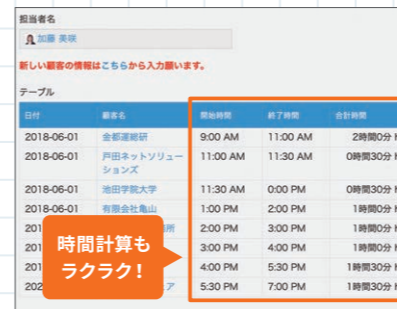 担当者名
加藤 美咲
新しい顧客の情報はこちらから入力願います。
テーブル
日付 顧客名 開始時間 終了時間 合計時間
2018-06-01 金都運総研 9:00 AM 11:00 AM 2時間0分
2018-06-01 戸田ネットソリュー 11:00 AM 11:30 AM 0時間30分
ションズ
2018-06-01 池田学院大学 11:30 AM 0:00 PM 0時間30分
2018-06-01 有限会社亀山 1:00 PM 2:00 PM 1時間0分
201 所 2:00 PM 3:00 PM 1時間0分
201 3:00 PM 4:00 PM 1時間0分
201 4:00 PM 5:30 PM 1時間30分
202 ア 5:30 PM 7:00 PM 1時間30分
時間計算も
ラクラク！